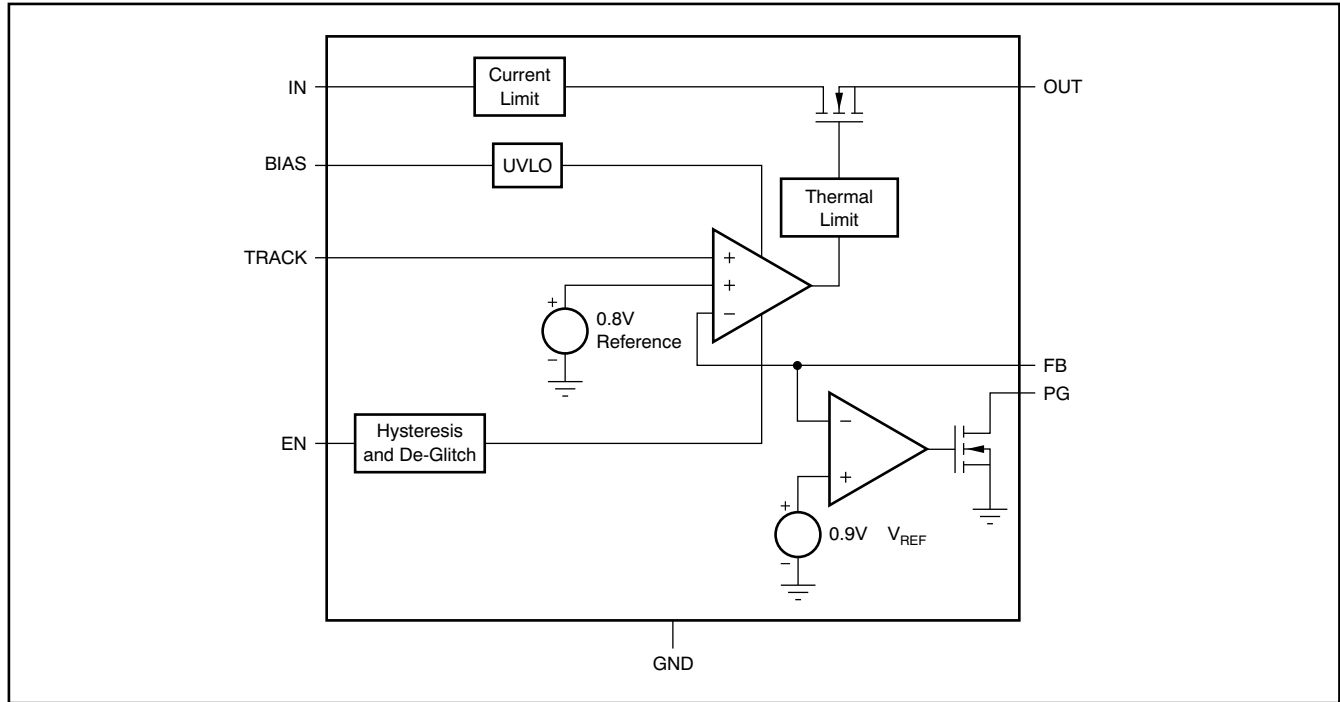 IN
Current
Limit
OUT
BIAS
UVLO
Thermal
Limit
TRACK
+
+
−
+
−
0.8V
Reference
FB
PG
EN
Hysteresis
and De-Glitch
−
+
+
−
0.9V V_REF
GND